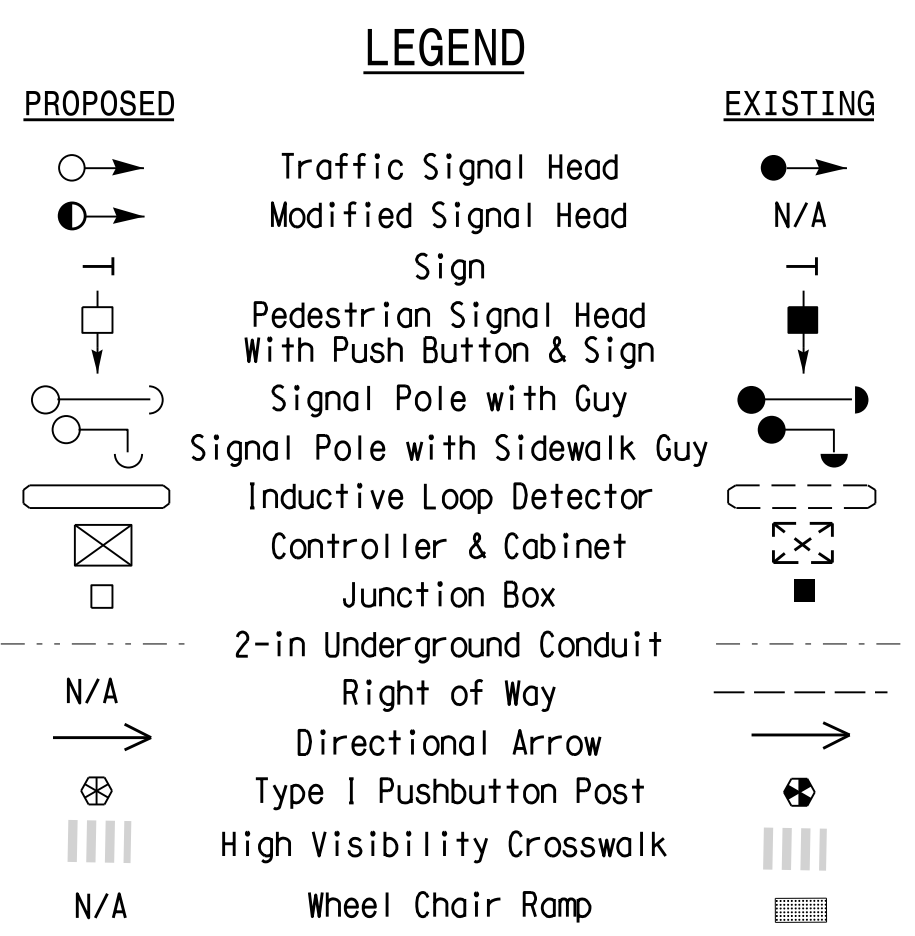 LEGEND
PROPOSED EXISTING
Traffic Signal Head
Modified Signal Head N/A
Sign
Pedestrian Signal Head
With Push Button & Sign
Signal Pole with Guy
Signal Pole with Sidewalk Guy
Inductive Loop Detector
Controller & Cabinet
Junction Box
2-in Underground Conduit
N/A Right of Way
Directional Arrow
Type I Pushbutton Post
High Visibility Crosswalk
N/A Wheel Chair Ramp